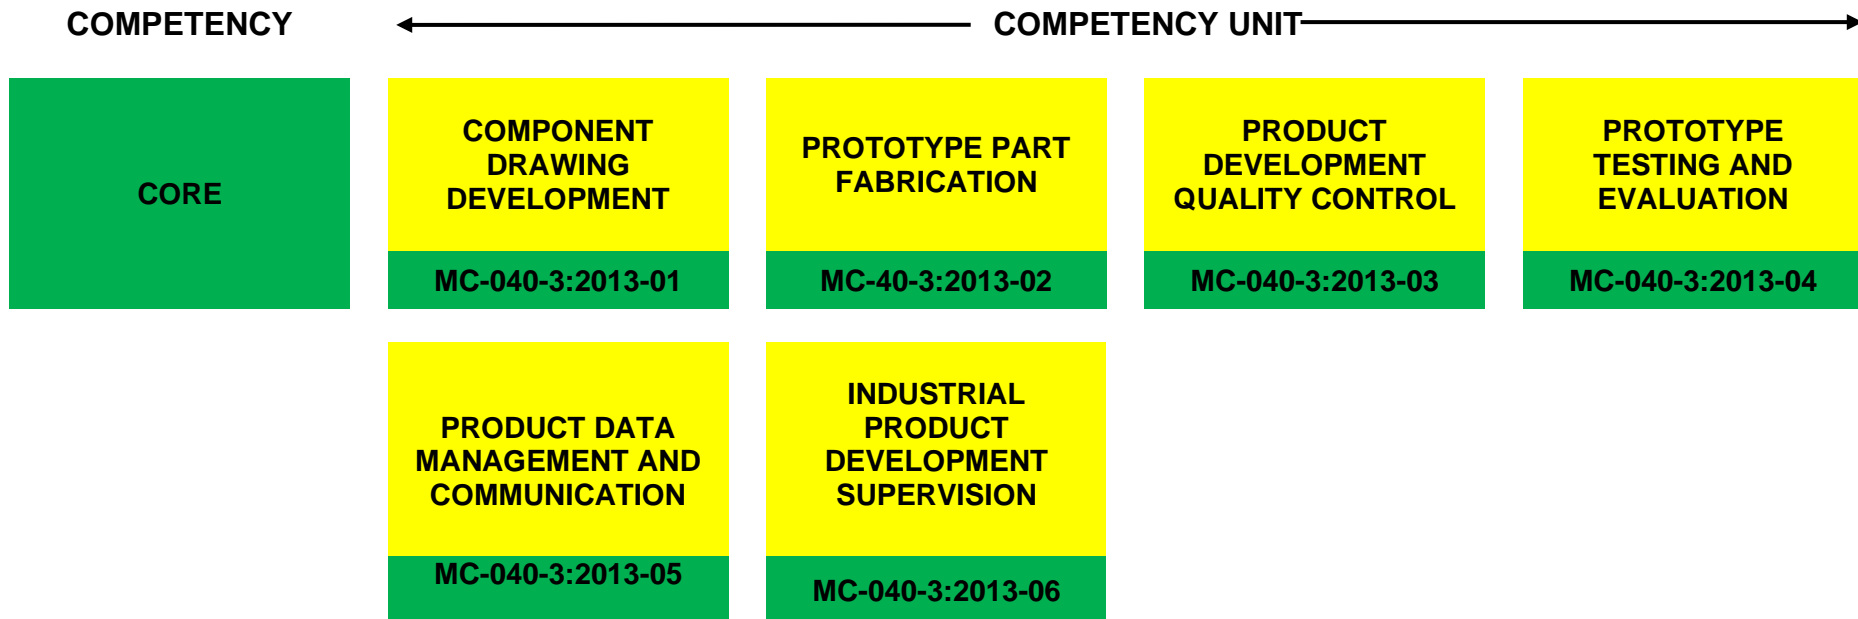 COMPETENCY
COMPETENCY UNIT
CORE
COMPONENT
DRAWING
DEVELOPMENT
MC-040-3:2013-01
PROTOTYPE PART
FABRICATION
MC-40-3:2013-02
PRODUCT
DEVELOPMENT
QUALITY CONTROL
MC-040-3:2013-03
PROTOTYPE
TESTING AND
EVALUATION
MC-040-3:2013-04
PRODUCT DATA
MANAGEMENT AND
COMMUNICATION
MC-040-3:2013-05
INDUSTRIAL
PRODUCT
DEVELOPMENT
SUPERVISION
MC-040-3:2013-06